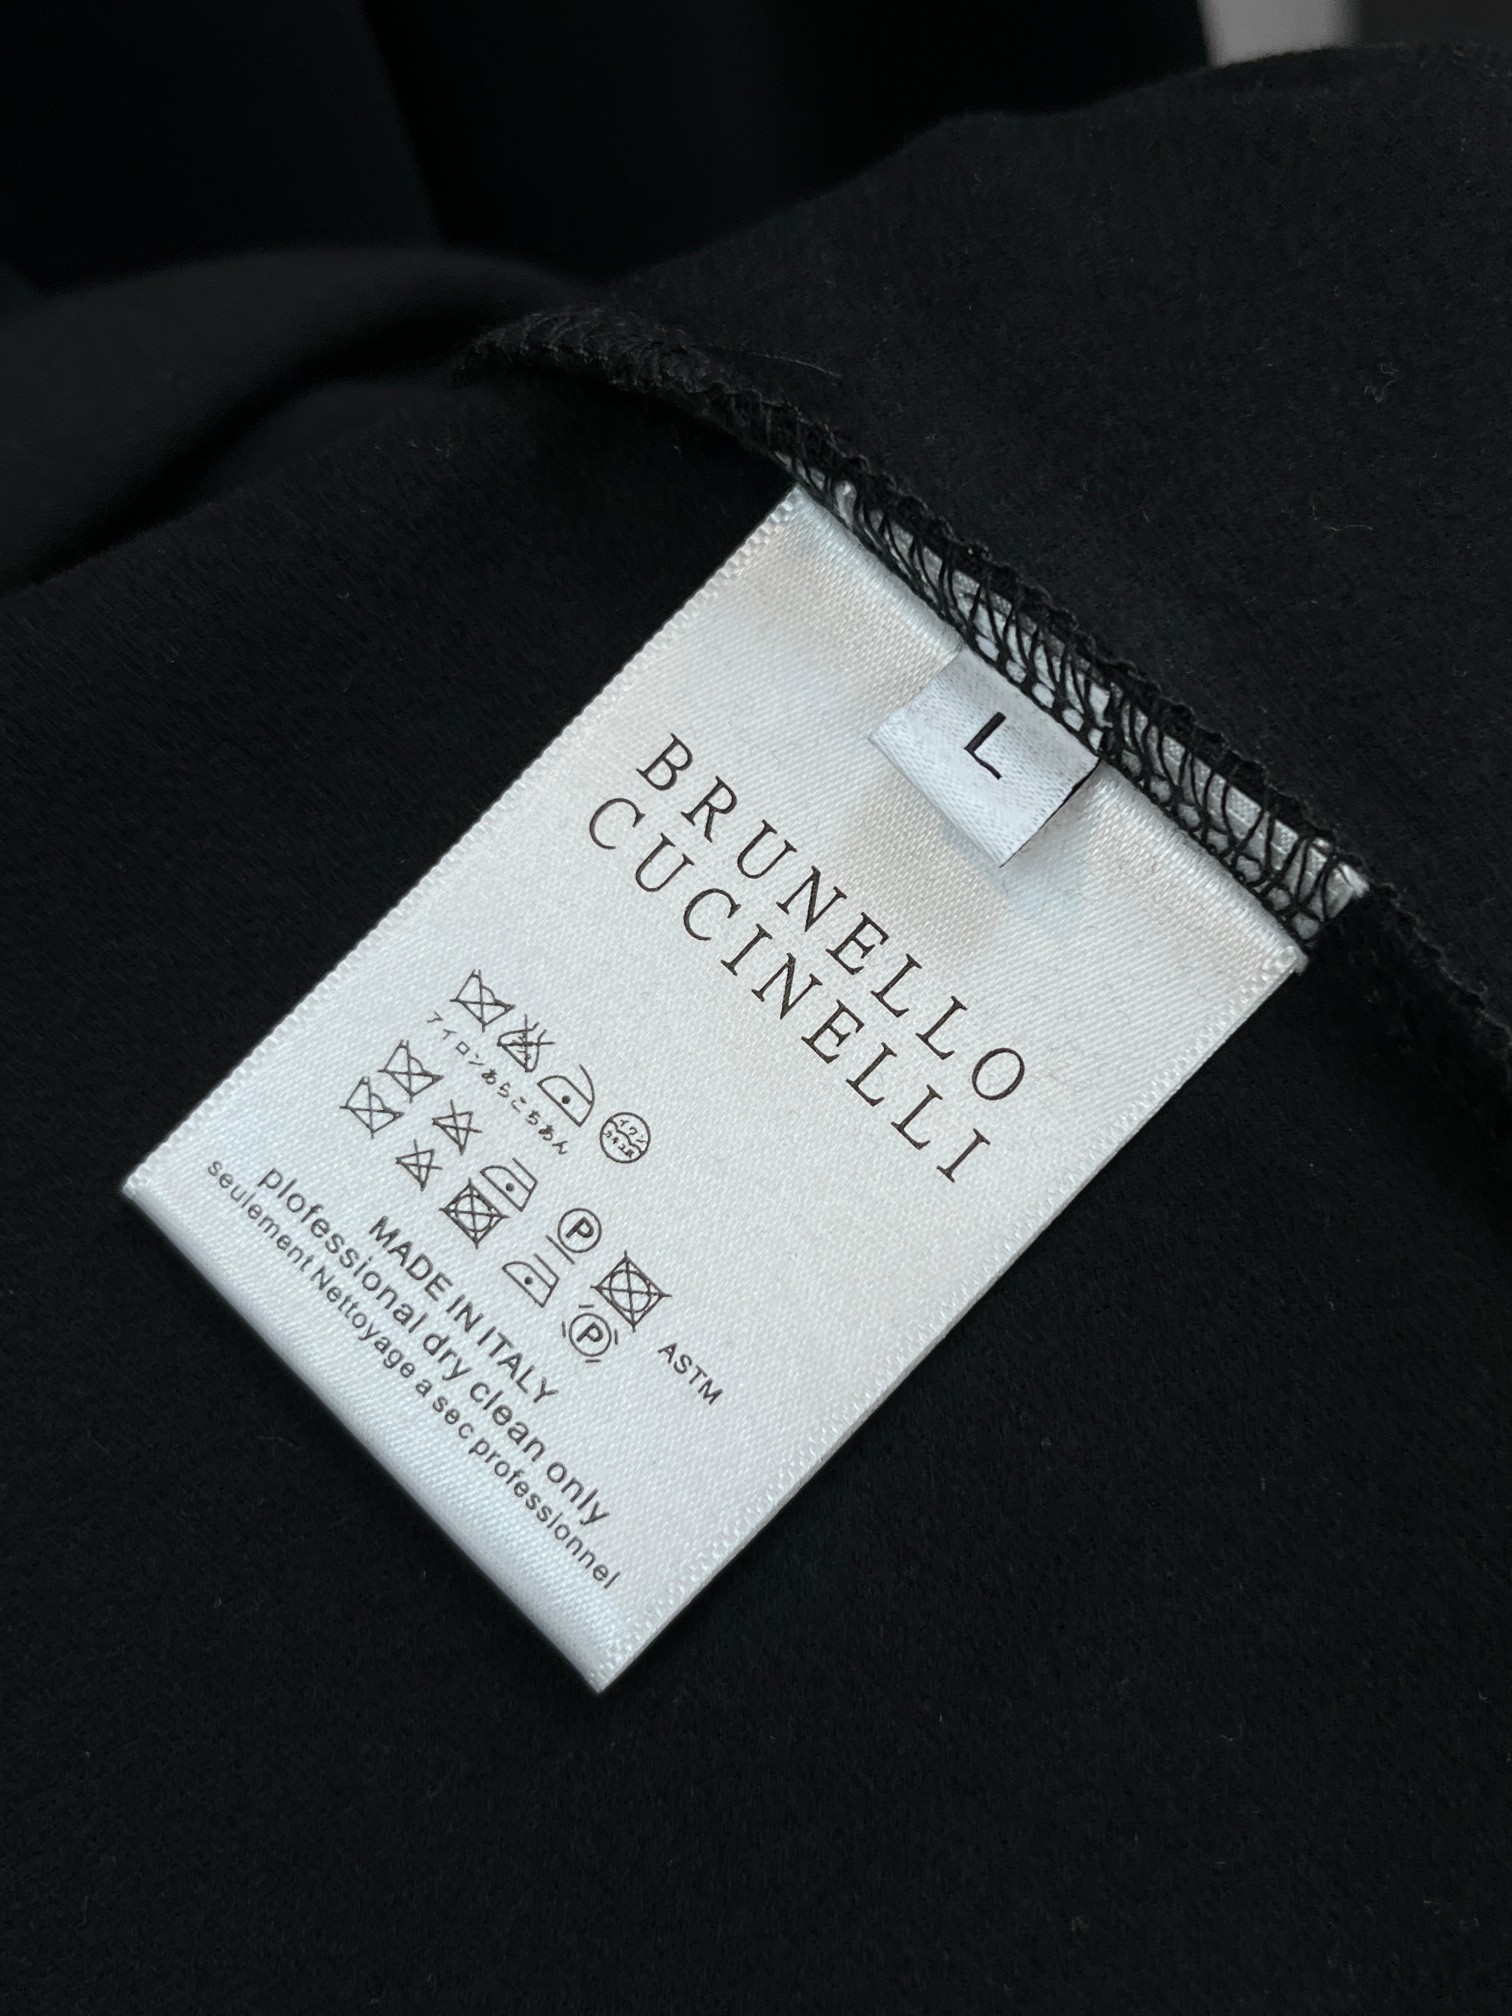 L
BRUNELLO
CUCINELLI
アイロンあらこちあん
P
P
ASTM
MADE IN ITALY
plofessional dry clean only
seulement Nettoyage a sec professionnel